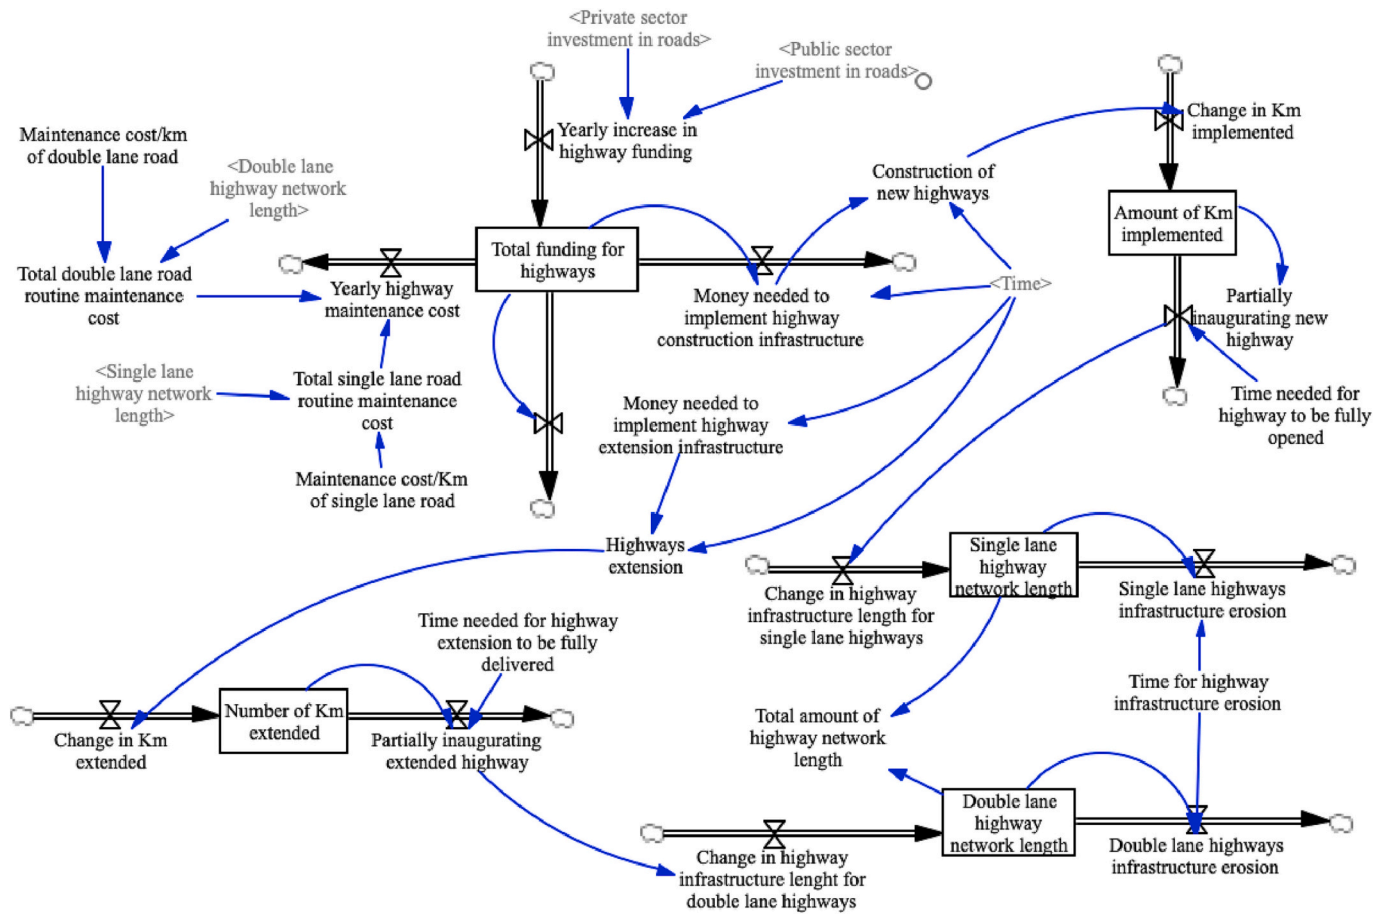 <Private sector
investment in roads>
<Public sector
investment in roads>
Yearly increase in
highway funding
Change in Km
implemented
Maintenance cost/km
of double lane road
<Double lane
highway network
length>
Construction of
new highways
Amount of Km
implemented
Total funding for
highways
Total double lane road
routine maintenance
cost
Yearly highway
maintenance cost
Money needed to
implement highway
construction infrastructure
<Time>
Partially
inaugurating new
highway
<Single lane
highway network
length>
Total single lane road
routine maintenance
cost
Money needed to
implement highway
extension infrastructure
Time needed for
highway to be fully
opened
Maintenance cost/Km
of single lane road
Highways
extension
Single lane
highway
network length
Change in highway
infrastructure length for
single lane highways
Single lane highways
infrastructure erosion
Time needed for highway
extension to be fully
delivered
Time for highway
infrastructure erosion
Number of Km
extended
Change in Km
extended
Partially inaugurating
extended highway
Total amount of
highway network
length
Double lane
highway
network length
Change in highway
infrastructure lenght for
double lane highways
Double lane highways
infrastructure erosion